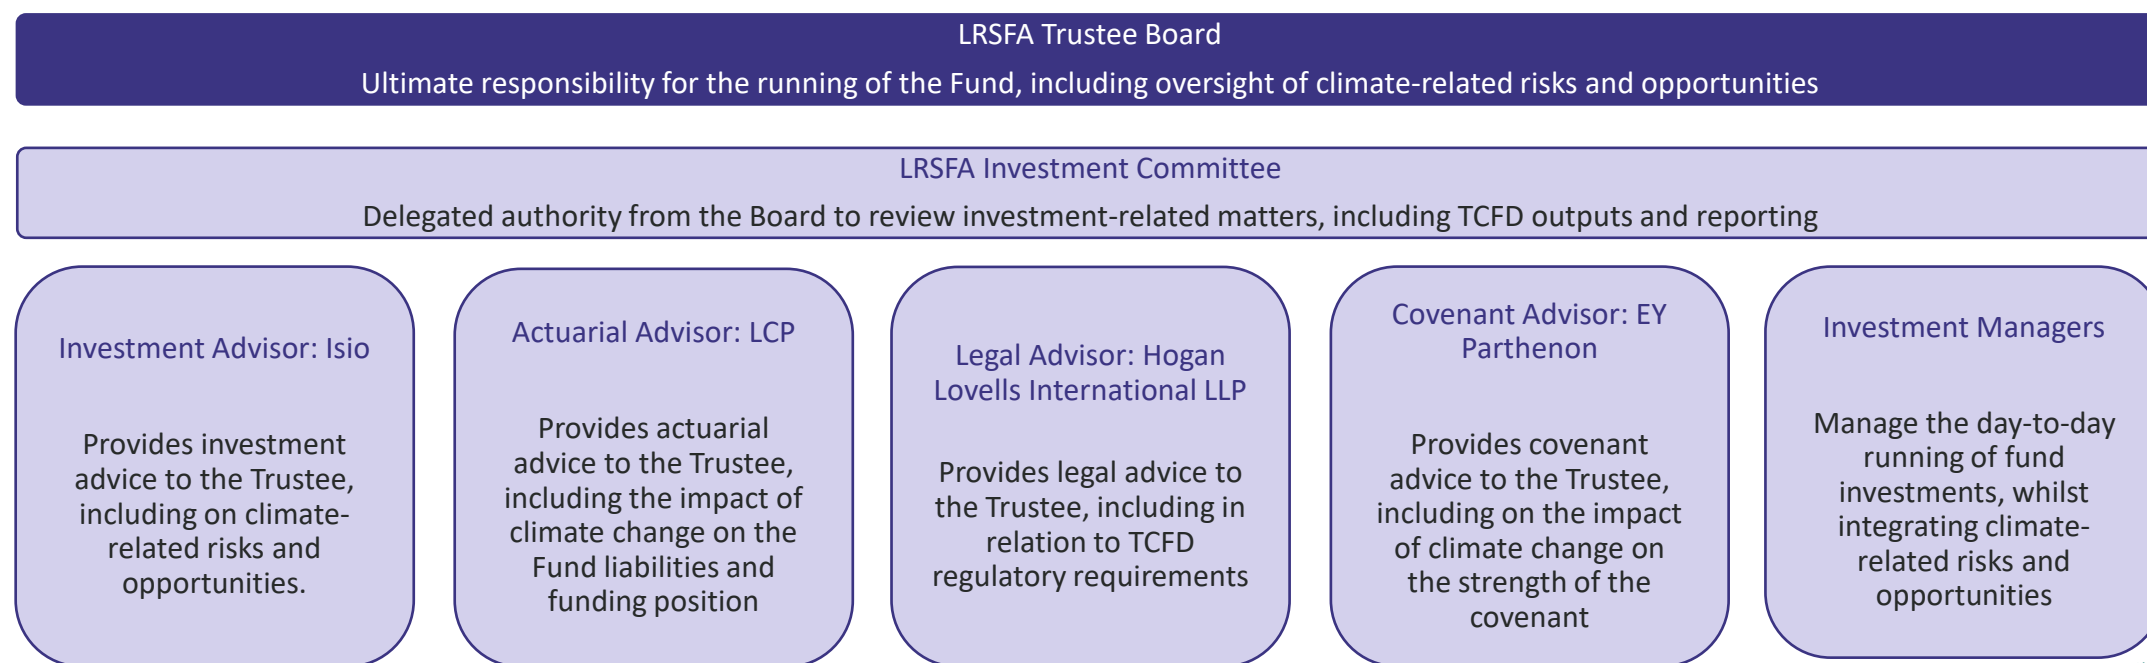 LRSFA Trustee Board
Ultimate responsibility for the running of the Fund, including oversight of climate-related risks and opportunities
LRSFA Investment Committee
Delegated authority from the Board to review investment-related matters, including TCFD outputs and reporting
Investment Advisor: Isio
Provides investment
advice to the Trustee,
including on climate-
related risks and
opportunities.
Actuarial Advisor: LCP
Provides actuarial
advice to the Trustee,
including the impact of
climate change on the
Fund liabilities and
funding position
Legal Advisor: Hogan
Lovells International LLP
Provides legal advice to
the Trustee, including in
relation to TCFD
regulatory requirements
Covenant Advisor: EY
Parthenon
Provides covenant
advice to the Trustee,
including on the impact
of climate change on
the strength of the
covenant
Investment Managers
Manage the day-to-day
running of fund
investments, whilst
integrating climate-
related risks and
opportunities